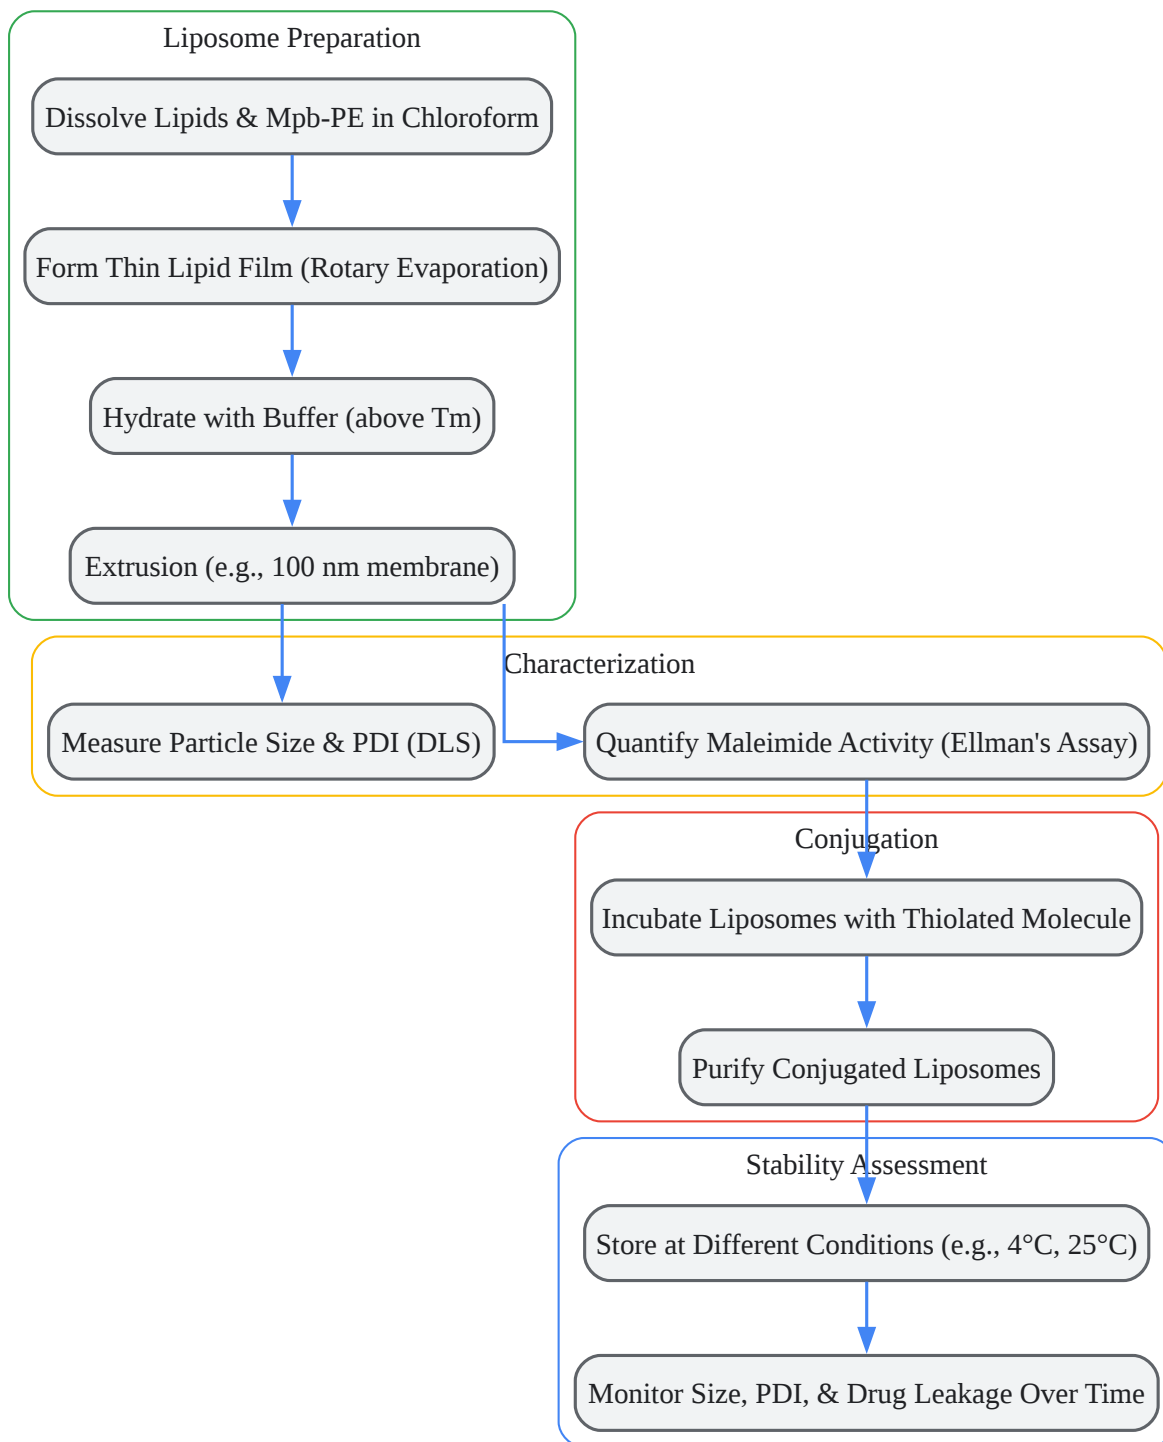 Liposome Preparation
Dissolve Lipids & Mpb-PE in Chloroform
Form Thin Lipid Film (Rotary Evaporation)
Hydrate with Buffer (above Tm)
Extrusion (e.g., 100 nm membrane)
Characterization
Measure Particle Size & PDI (DLS)
Quantify Maleimide Activity (Ellman's Assay)
Conjugation
Incubate Liposomes with Thiolated Molecule
Purify Conjugated Liposomes
Stability Assessment
Store at Different Conditions (e.g., 4°C, 25°C)
Monitor Size, PDI, & Drug Leakage Over Time